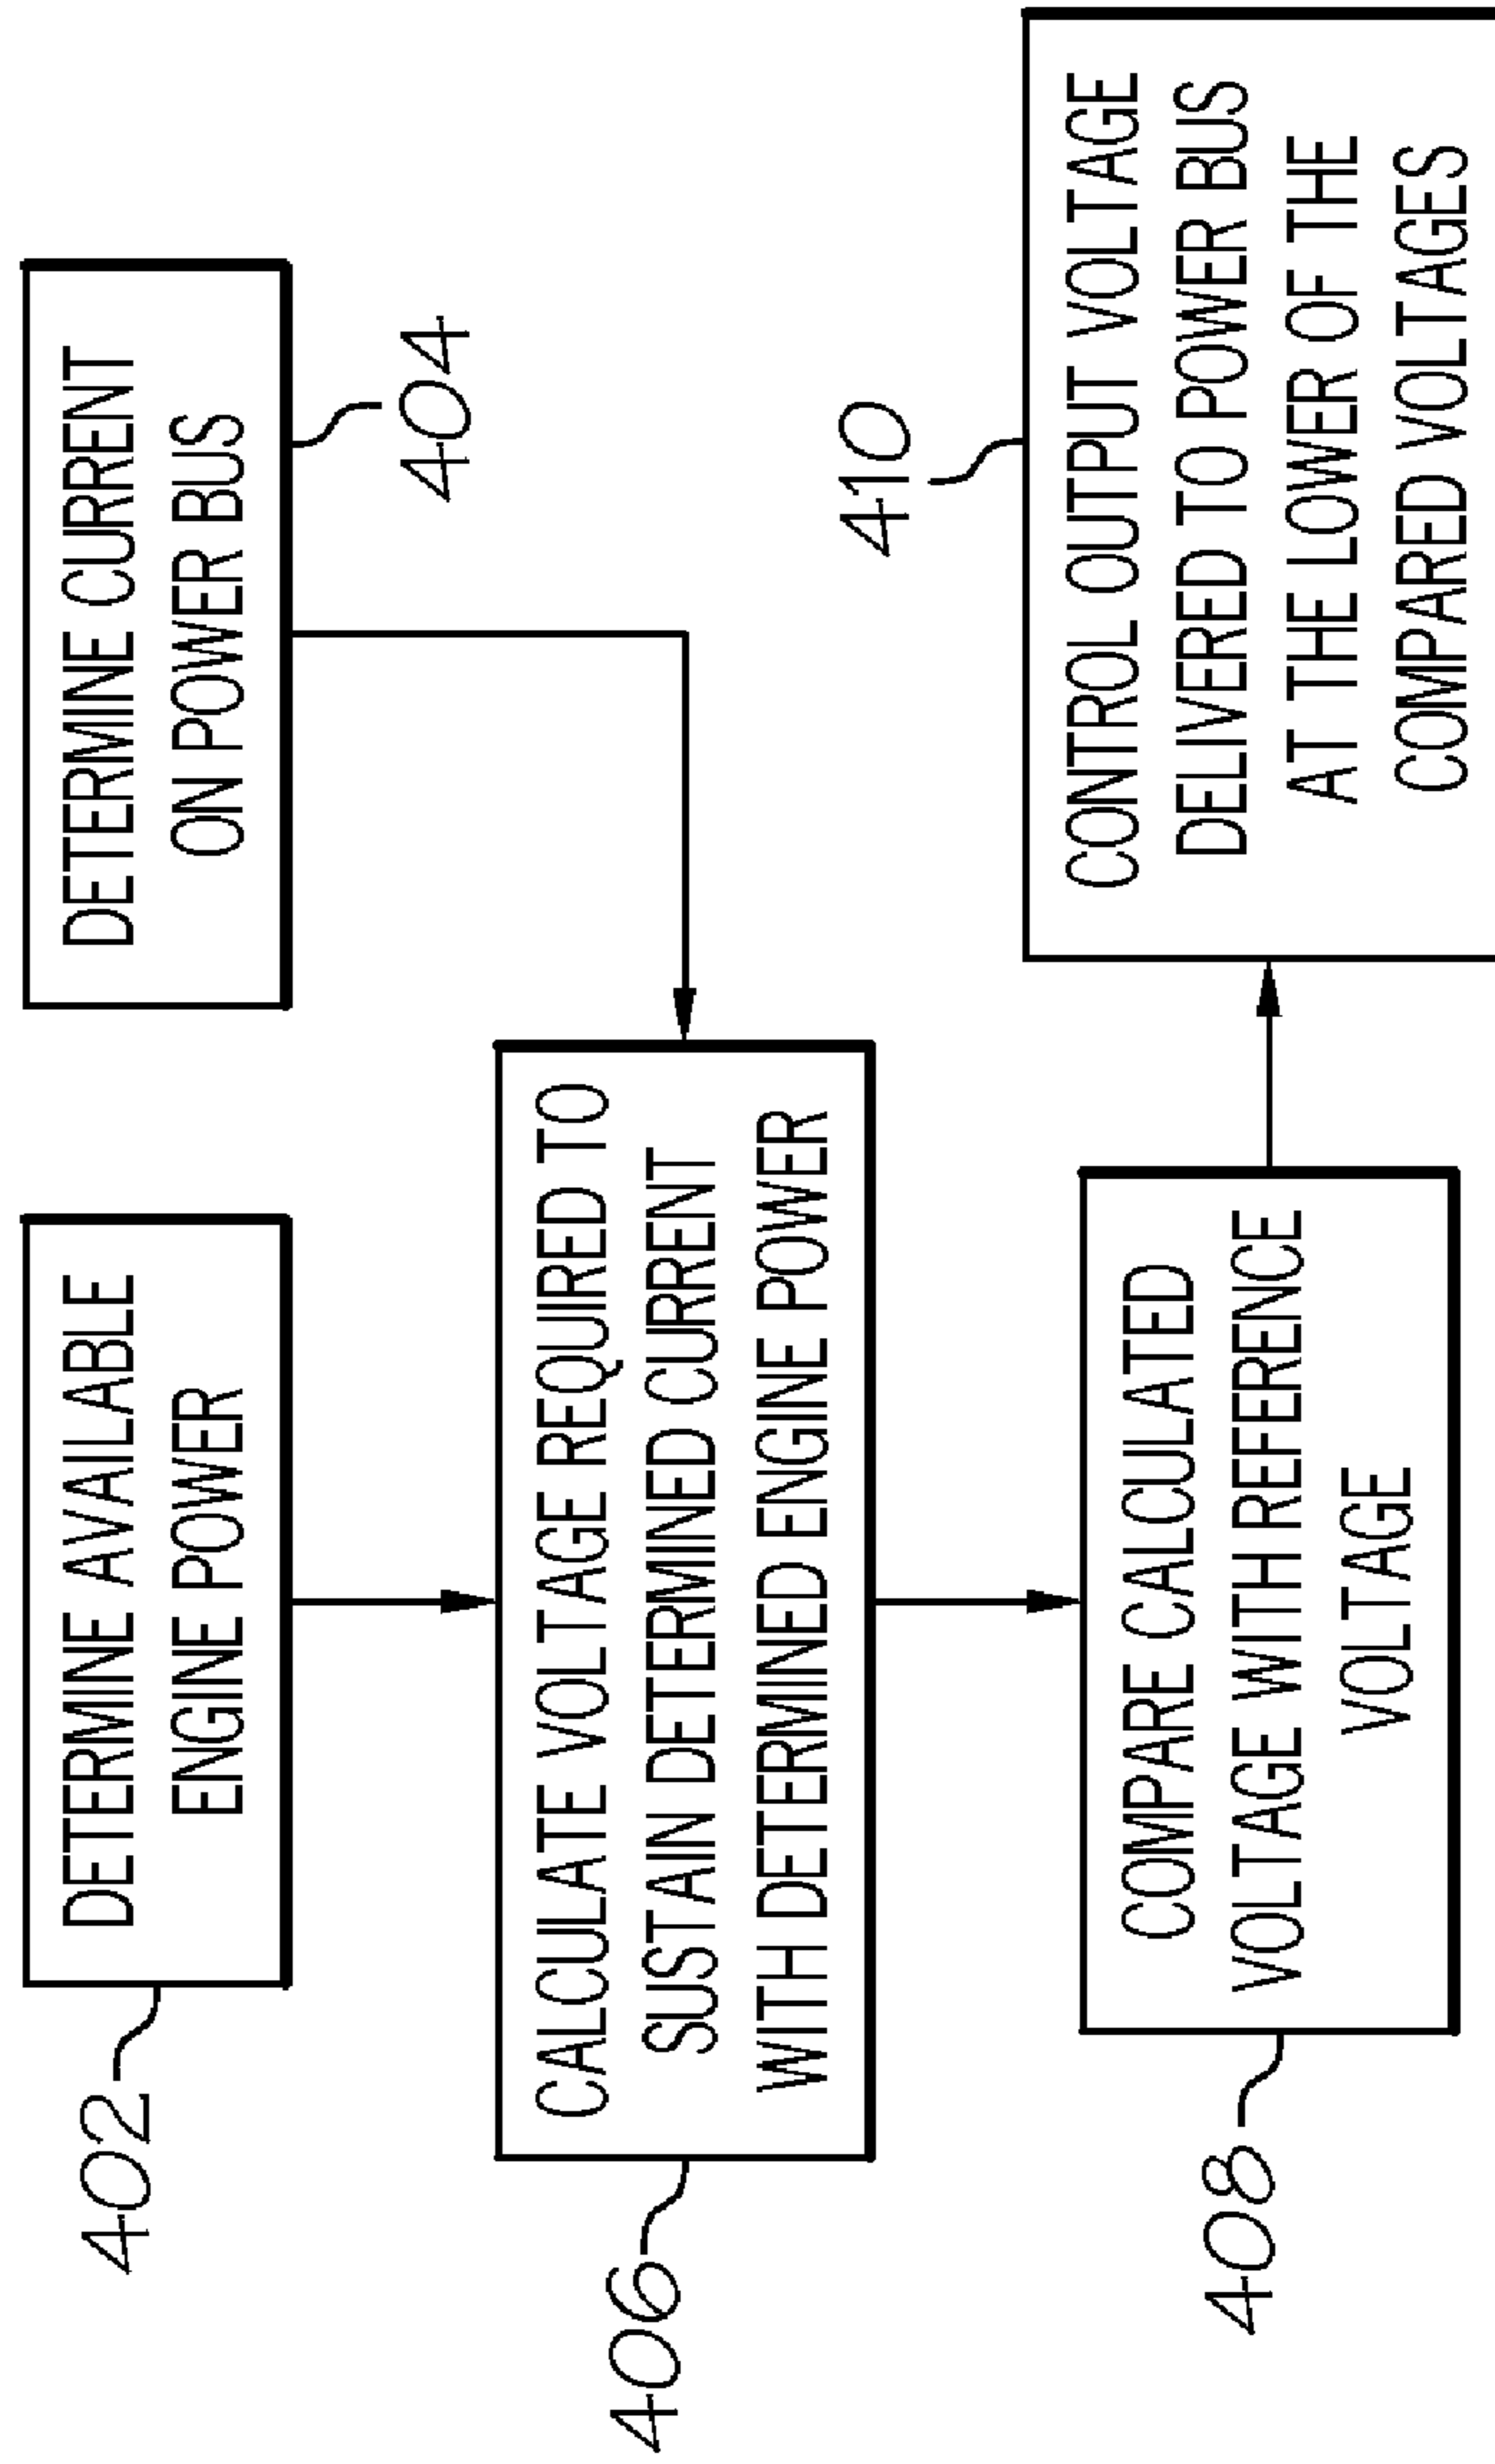 402
DETERMINE AVAILABLE
ENGINE POWER
DETERMINE CURRENT
ON POWER BUS
404
406
CALCULATE VOLTAGE REQUIRED TO
SUSTAIN DETERMINED CURRENT
WITH DETERMINED ENGINE POWER
408
COMPARE CALCULATED
VOLTAGE WITH REFERENCE
VOLTAGE
410
CONTROL OUTPUT VOLTAGE
DELIVERED TO POWER BUS
AT THE LOWER OF THE
COMPARED VOLTAGES